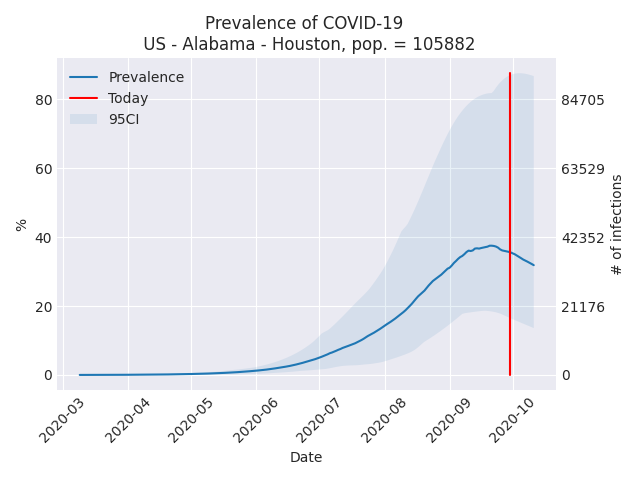 Prevalence of COVID-19
US - Alabama - Houston, pop. = 105882
Prevalence
Today
95CI
80
60
40
20
0
%
84705
63529
42352
21176
0
# of infections
2020-03
2020-04
2020-05
2020-06
2020-07
2020-08
2020-09
2020-10
Date